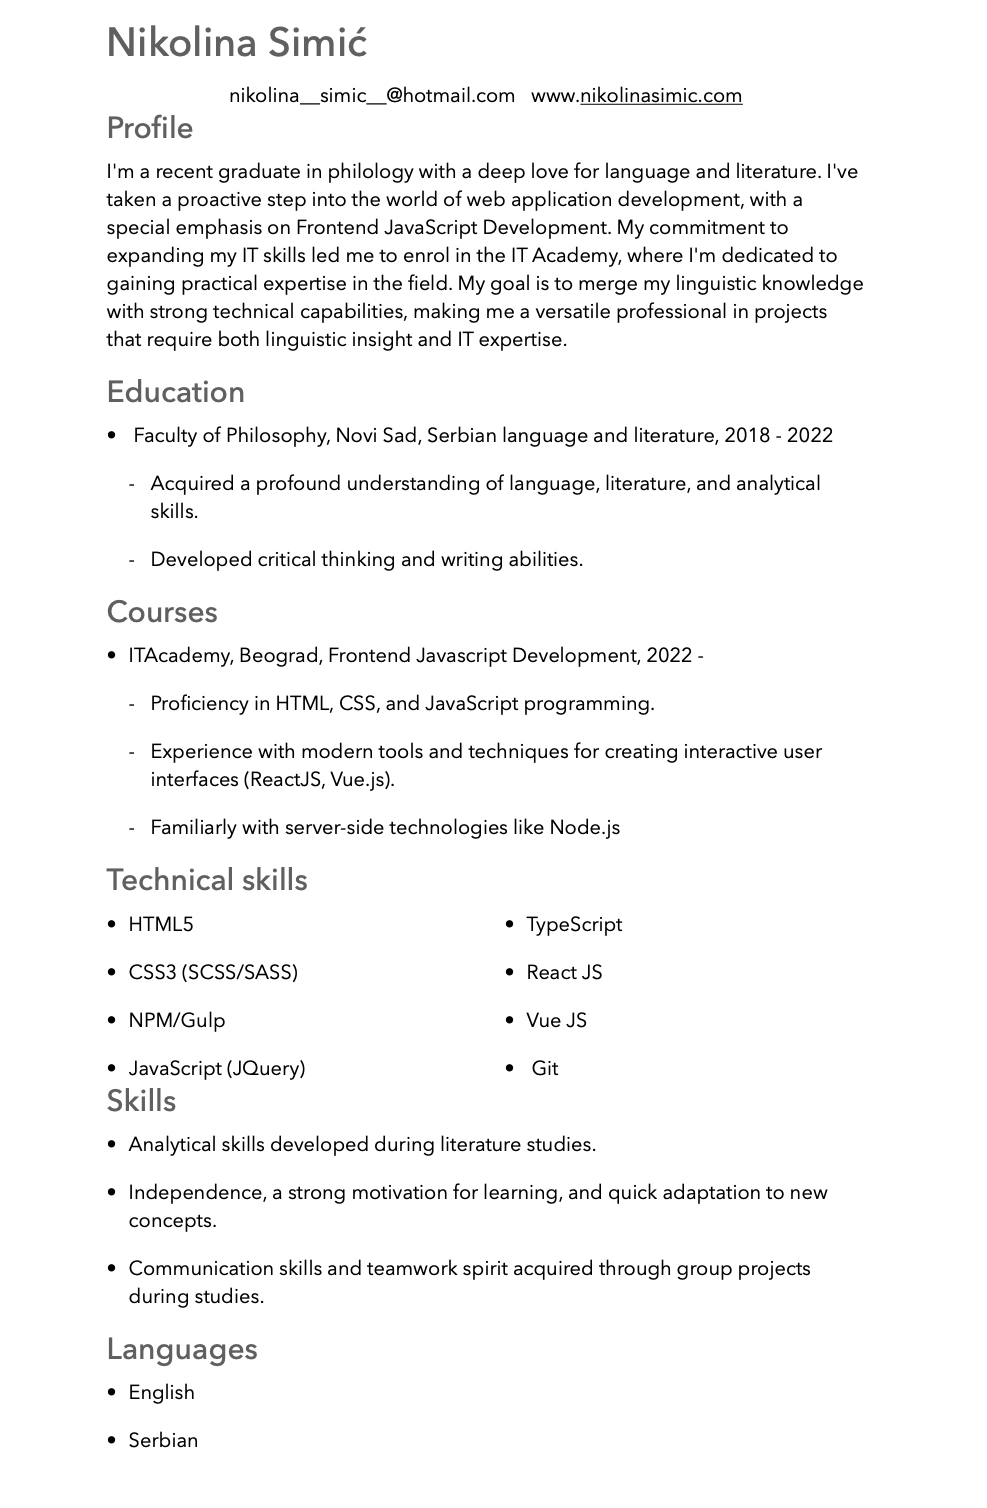 Nikolina Simić
nikolina__simic__@hotmail.com www.nikolinasimic.com
Profile
I'm a recent graduate in philology with a deep love for language and literature. I've
taken a proactive step into the world of web application development, with a
special emphasis on Frontend JavaScript Development. My commitment to
expanding my IT skills led me to enrol in the IT Academy, where I'm dedicated to
gaining practical expertise in the field. My goal is to merge my linguistic knowledge
with strong technical capabilities, making me a versatile professional in projects
that require both linguistic insight and IT expertise.
Education
• Faculty of Philosophy, Novi Sad, Serbian language and literature, 2018 - 2022
- Acquired a profound understanding of language, literature, and analytical
skills.
- Developed critical thinking and writing abilities.
Courses
• ITAcademy, Beograd, Frontend Javascript Development, 2022 -
- Proficiency in HTML, CSS, and JavaScript programming.
- Experience with modern tools and techniques for creating interactive user
interfaces (ReactJS, Vue.js).
- Familiarly with server-side technologies like Node.js
Technical skills
• HTML5
• CSS3 (SCSS/SASS)
• NPM/Gulp
• JavaScript (JQuery)
• TypeScript
• React JS
• Vue JS
• Git
Skills
• Analytical skills developed during literature studies.
• Independence, a strong motivation for learning, and quick adaptation to new
concepts.
• Communication skills and teamwork spirit acquired through group projects
during studies.
Languages
• English
• Serbian